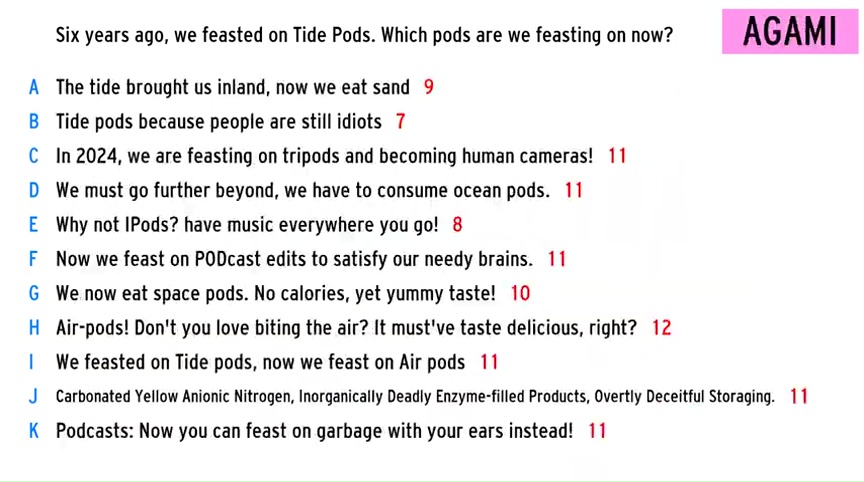 Six years ago, we feasted on Tide Pods. Which pods are we feasting on now?
AGAMI
A The tide brought us inland, now we eat sand 9
B Tide pods because people are still idiots 7
C In 2024, we are feasting on tripods and becoming human cameras! 11
D We must go further beyond, we have to consume ocean pods. 11
E Why not IPods? have music everywhere you go! 8
F Now we feast on PODcast edits to satisfy our needy brains. 11
G We now eat space pods. No calories, yet yummy taste! 10
H Air-pods! Don't you love biting the air? It must've taste delicious, right? 12
I We feasted on Tide pods, now we feast on Air pods 11
J Carbonated Yellow Anionic Nitrogen, Inorganically Deadly Enzyme-filled Products, Overtly Deceitful Storaging. 11
K Podcasts: Now you can feast on garbage with your ears instead! 11